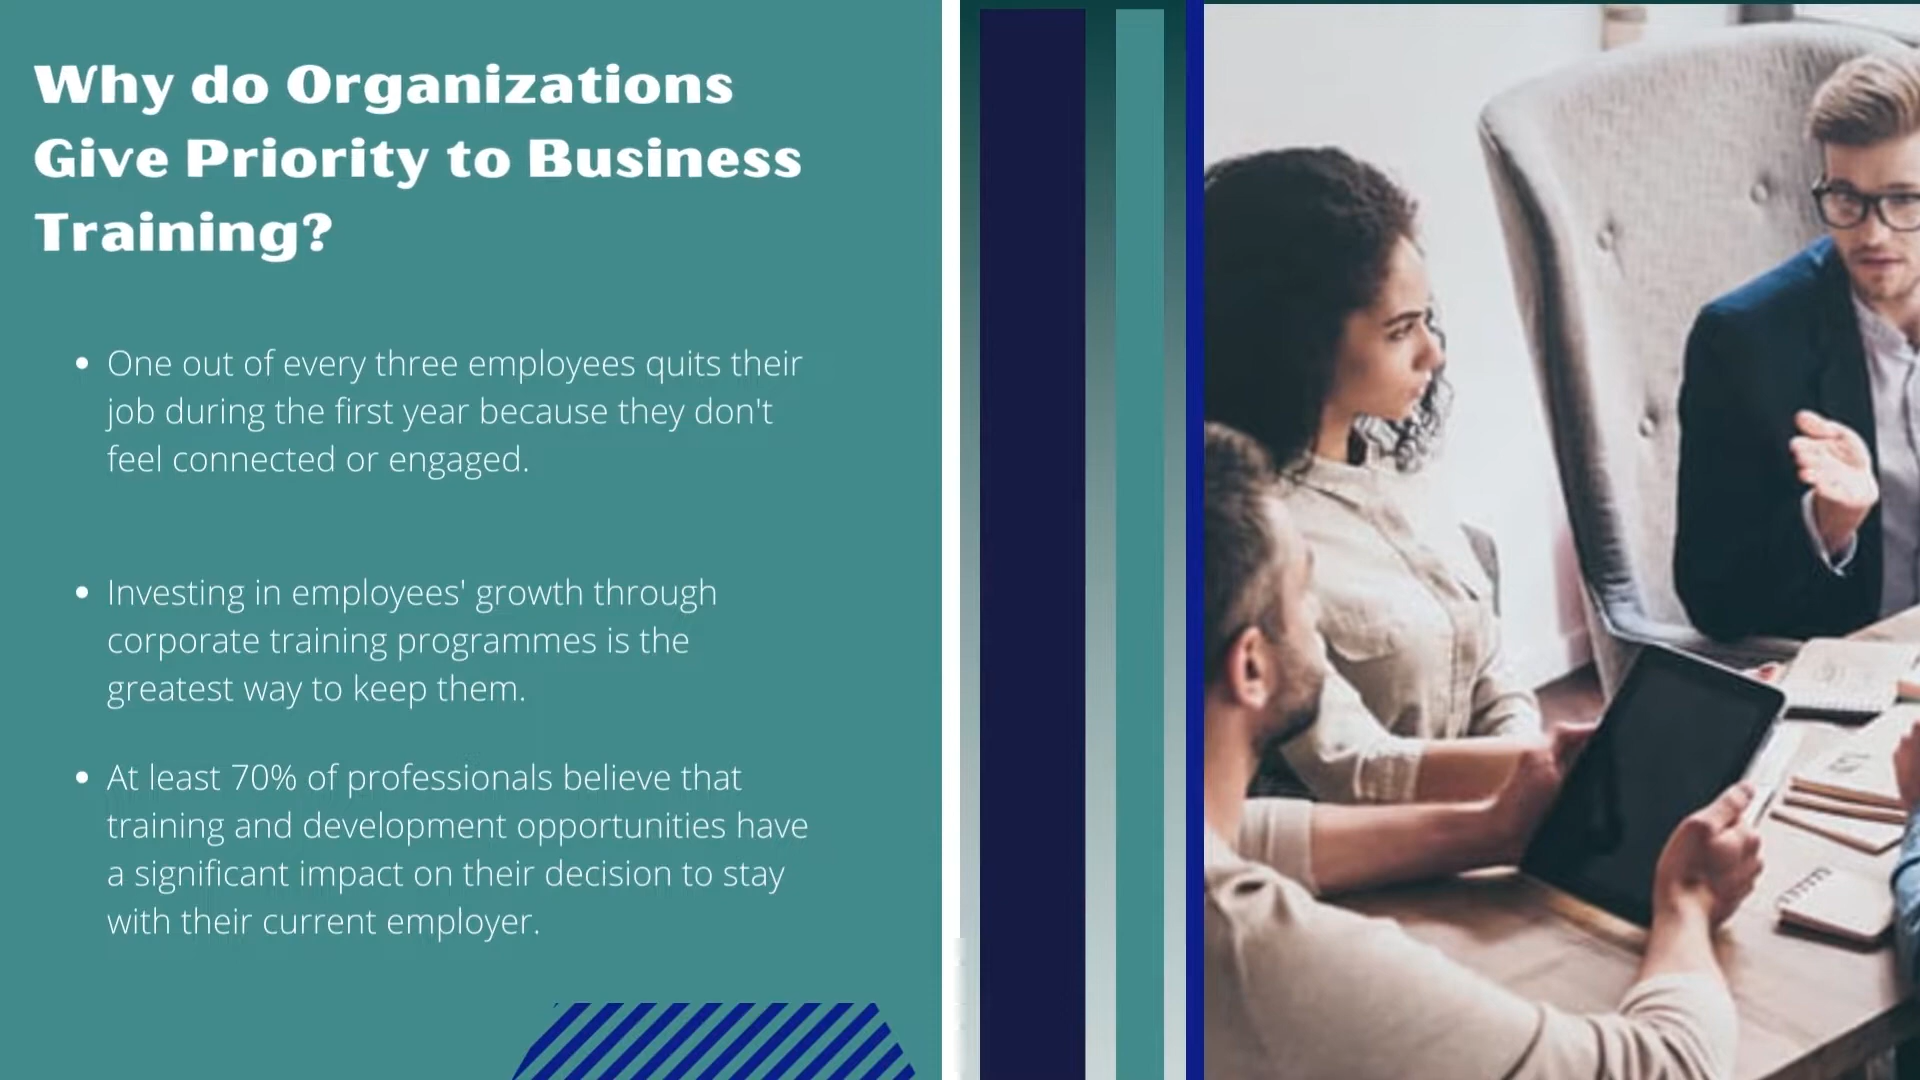 Why do Organizations
Give Priority to Business
Training?
• One out of every three employees quits their
job during the first year because they don't
feel connected or engaged.
• Investing in employees' growth through
corporate training programmes is the
greatest way to keep them.
• At least 70% of professionals believe that
training and development opportunities have
a significant impact on their decision to stay
with their current employer.